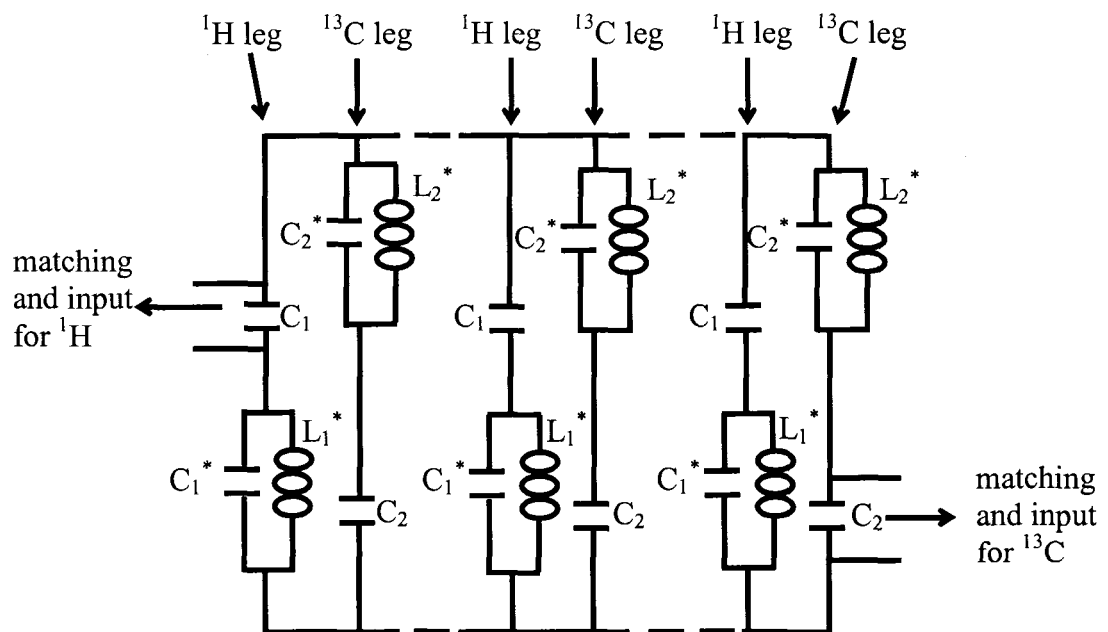 ¹H leg
¹³C leg
¹H leg
¹³C leg
¹H leg
¹³C leg
L₂*
L₂*
L₂*
C₂*
C₂*
C₂*
matching
and input
for ¹H
C₁
C₁
C₁
L₁*
L₁*
L₁*
C₁*
C₁*
C₁*
C₂
C₂
C₂
matching
and input
for ¹³C